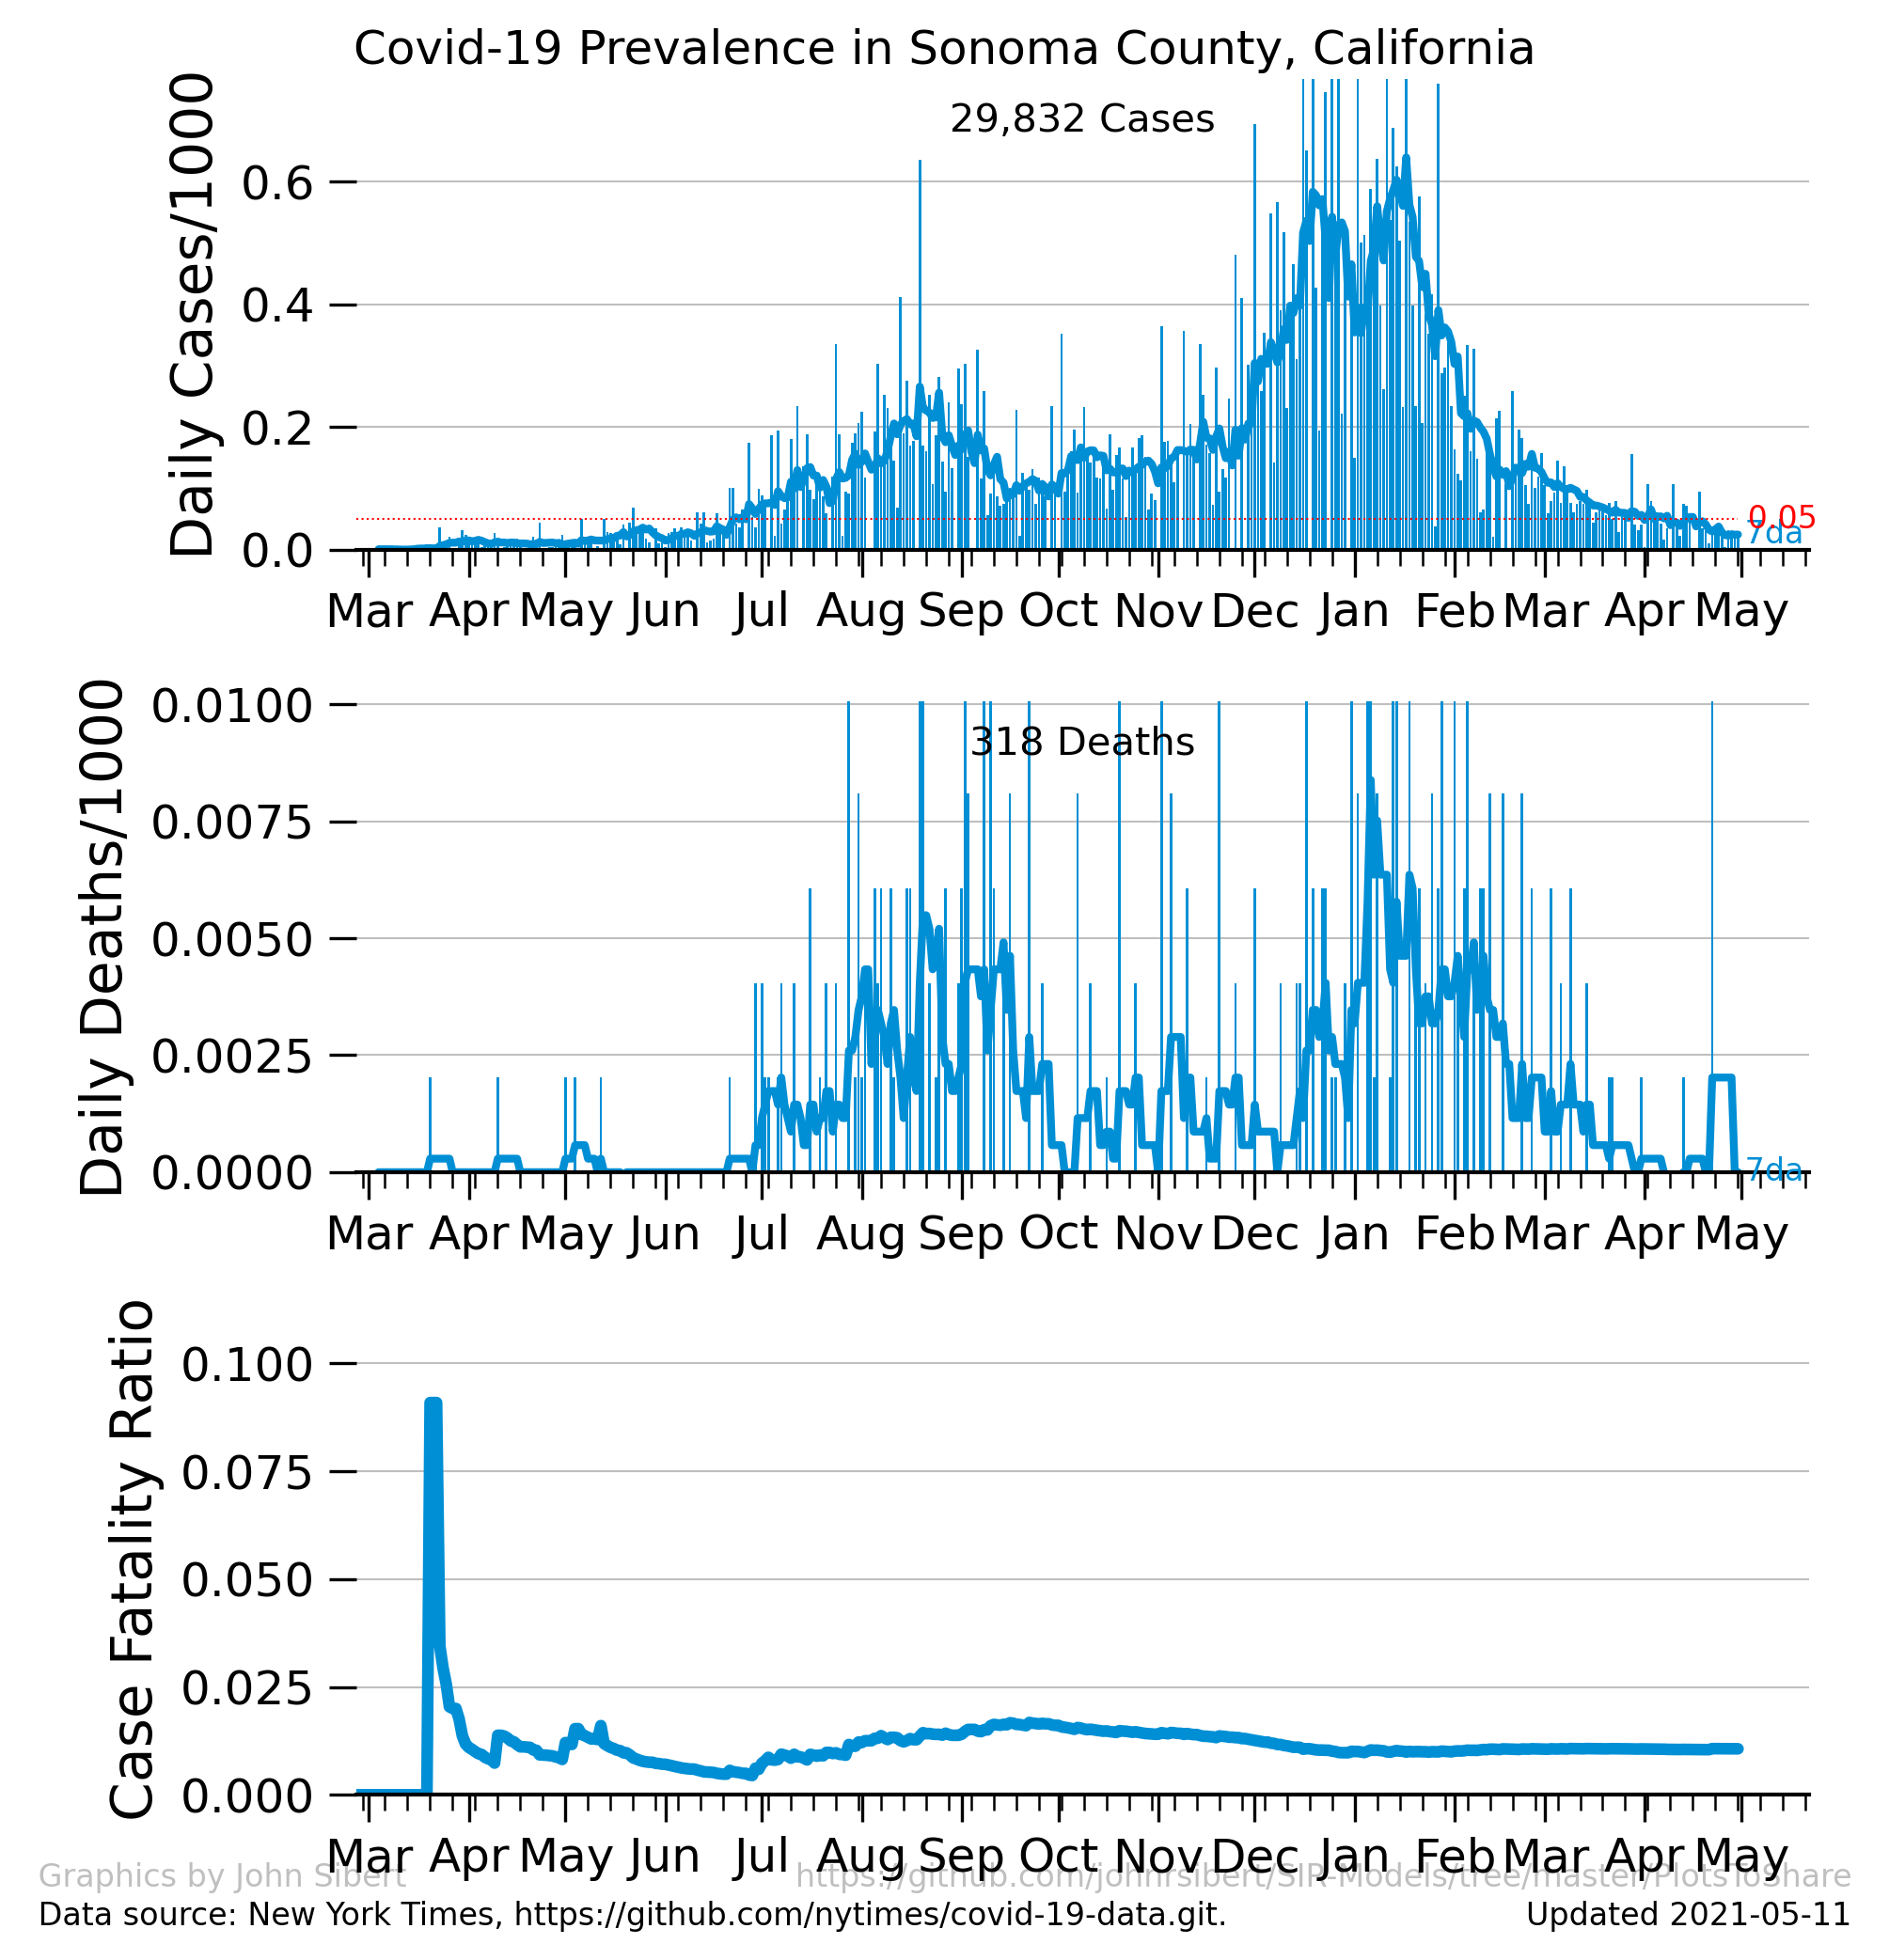 Covid-19 Prevalence in Sonoma County, California
Daily Cases/1000
29,832 Cases
0.6
0.4
0.2
0.0
0.05
7da
Mar Apr May Jun Jul Aug Sep Oct Nov Dec Jan Feb Mar Apr May
Daily Deaths/1000
318 Deaths
0.0100
0.0075
0.0050
0.0025
0.0000
7da
Mar Apr May Jun Jul Aug Sep Oct Nov Dec Jan Feb Mar Apr May
Case Fatality Ratio
0.100
0.075
0.050
0.025
0.000
Mar Apr May Jun Jul Aug Sep Oct Nov Dec Jan Feb Mar Apr May
Graphics by John Sibert https://github.com/johnrsibert/SIR-Models/tree/master/PlotsToShare
Data source: New York Times, https://github.com/nytimes/covid-19-data.git. Updated 2021-05-11